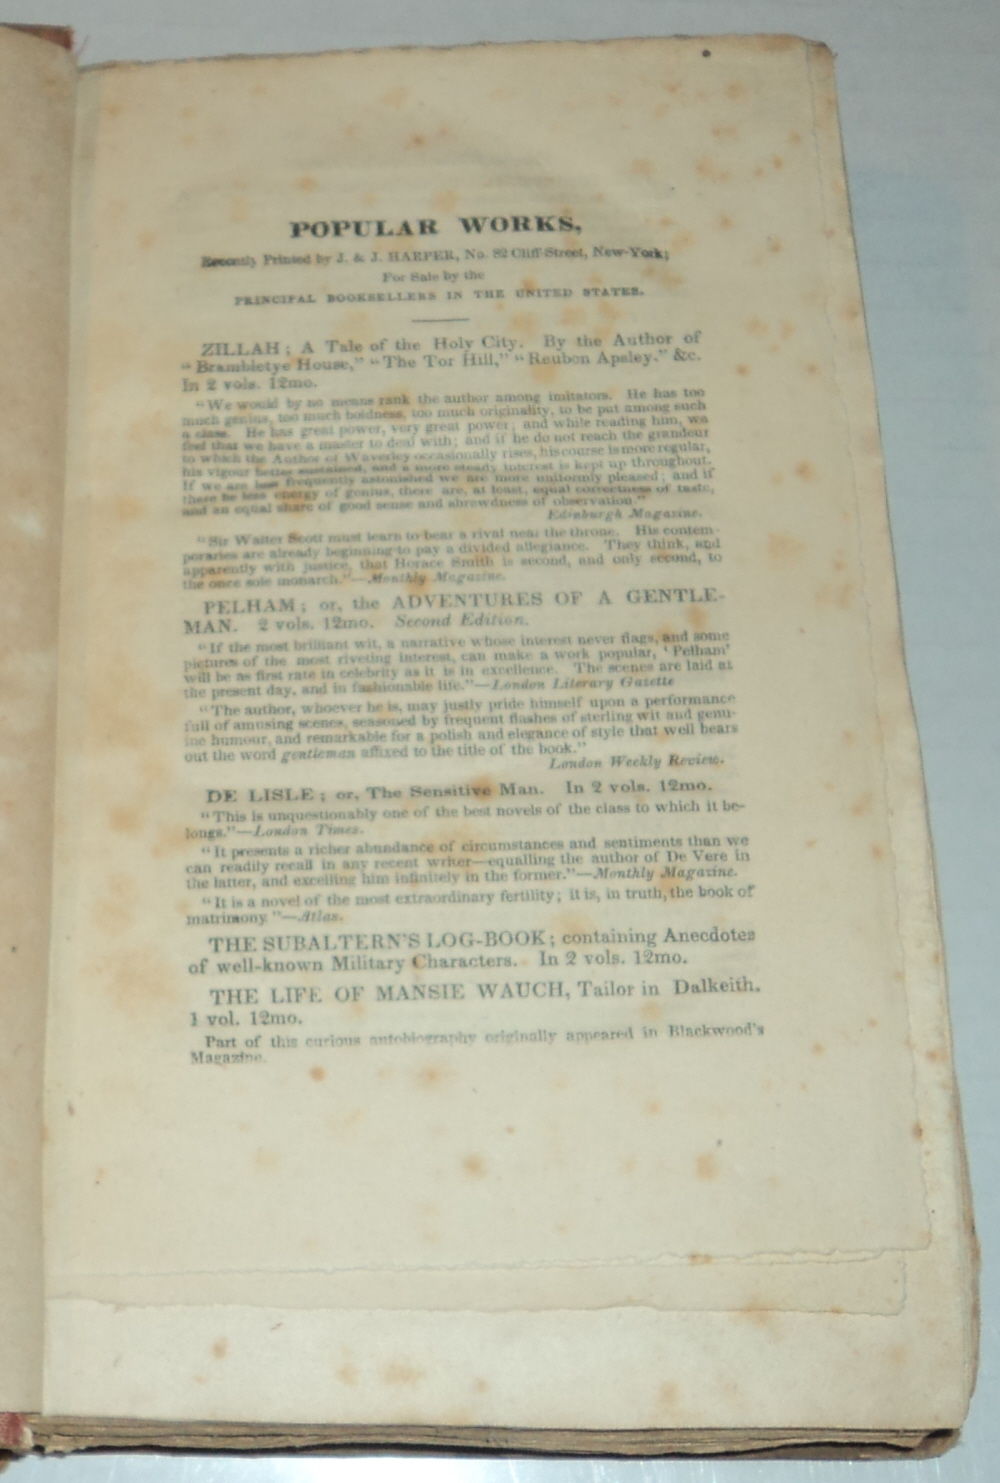 POPULAR WORKS,
Recently Printed by J. & J. HARPER, No. 82 Cliff-Street, New-York;
For Sale by the
PRINCIPAL BOOKSELLERS IN THE UNITED STATES.
ZILLAH; A Tale of the Holy City. By the Author of
"Brambletye House," "The Tor Hill," "Reuben Apsley." &c.
In 2 vols. 12mo.
"We would by no means rank the author among imitators. He has too
much genius, too much boldness, too much originality, to be put among such
a class. He has great power, very great power; and while reading him, we
feel that we have a master to deal with; and if he do not reach the grandeur
to which the Author of Waverley occasionally rises, his course is more regular,
his vigour better sustained, and a more steady interest is kept up throughout.
If we are less frequently astonished we are more uniformly pleased; and if
there be less energy of genius, there are, at least, equal correctness of taste,
and an equal share of good sense and shrewdness of observation."
Edinburgh Magazine.
"Sir Walter Scott must learn to bear a rival near the throne. His contem-
poraries are already beginning to pay a divided allegiance. They think, and
apparently with justice, that Horace Smith is second, and only second, to
the once sole monarch."—Monthly Magazine.
PELHAM; or, the ADVENTURES OF A GENTLE-
MAN. 2 vols. 12mo. Second Edition.
"If the most brilliant wit, a narrative whose interest never flags, and some
pictures of the most riveting interest, can make a work popular, 'Pelham'
will be as first rate in celebrity as it is in excellence. The scenes are laid at
the present day, and in fashionable life."—London Literary Gazette
"The author, whoever he is, may justly pride himself upon a performance
full of amusing scenes, seasoned by frequent flashes of sterling wit and genu-
ine humour, and remarkable for a polish and elegance of style that well bears
out the word gentleman affixed to the title of the book."
London Weekly Review.
DE LISLE; or, The Sensitive Man. In 2 vols. 12mo.
"This is unquestionably one of the best novels of the class to which it be-
longs."—London Times.
"It presents a richer abundance of circumstances and sentiments than we
can readily recall in any recent writer—equalling the author of De Vere in
the latter, and excelling him infinitely in the former."—Monthly Magazine.
"It is a novel of the most extraordinary fertility; it is, in truth, the book of
matrimony "—Atlas.
THE SUBALTERN'S LOG-BOOK; containing Anecdotes
of well-known Military Characters. In 2 vols. 12mo.
THE LIFE OF MANSIE WAUCH, Tailor in Dalkeith.
1 vol. 12mo.
Part of this curious autobiography originally appeared in Blackwood's
Magazine.